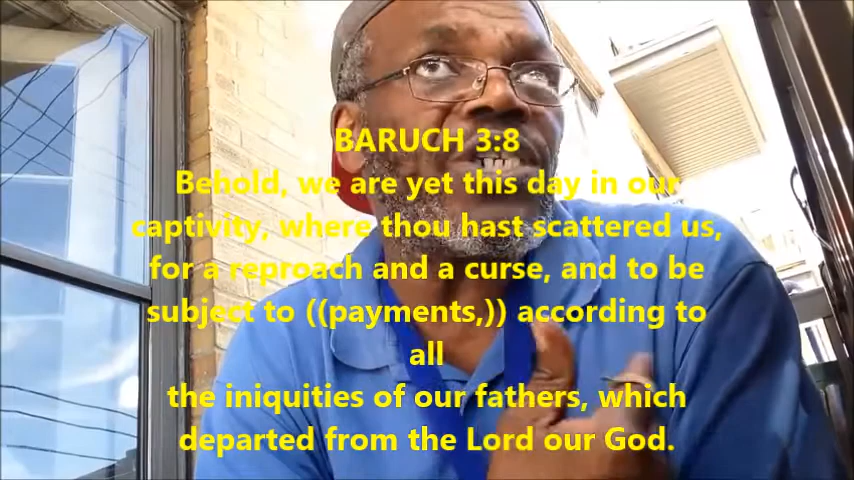 BARUCH 3:8
Behold, we are yet this day in our
captivity, where thou hast scattered us,
for a reproach and a curse, and to be
subject to ((payments,)) according to
all
the iniquities of our fathers, which
departed from the Lord our God.